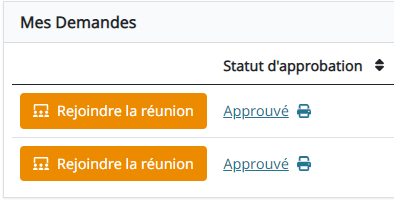 Mes Demandes
Statut d'approbation
Rejoindre la réunion Approuvé
Rejoindre la réunion Approuvé